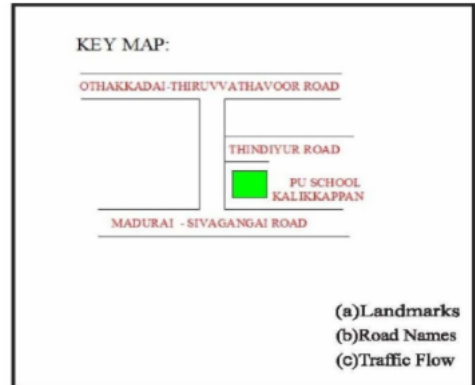 KEY MAP:
OTHAKKADAI-THIRUVVATHAVOOR ROAD
THINDIYUR ROAD
PU SCHOOL
KALIKKAPPAN
MADURAI - SIVAGANGAI ROAD
(a)Landmarks
(b)Road Names
(c)Traffic Flow